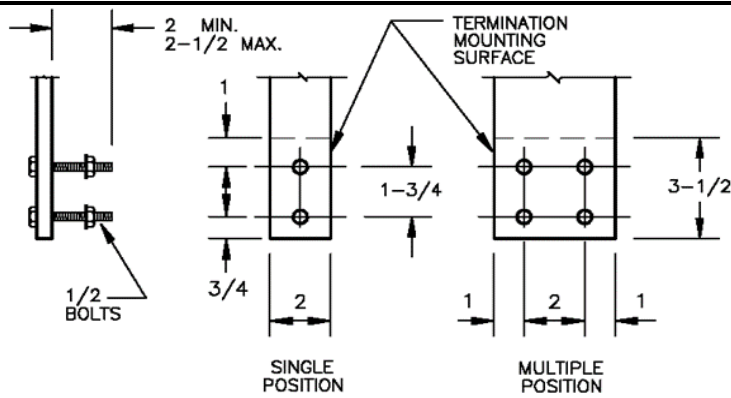 2 MIN.
2-1/2 MAX.
TERMINATION
MOUNTING
SURFACE
1
1-3/4
3-1/2
3/4
1/2
BOLTS
2
1
2
1
SINGLE
POSITION
MULTIPLE
POSITION